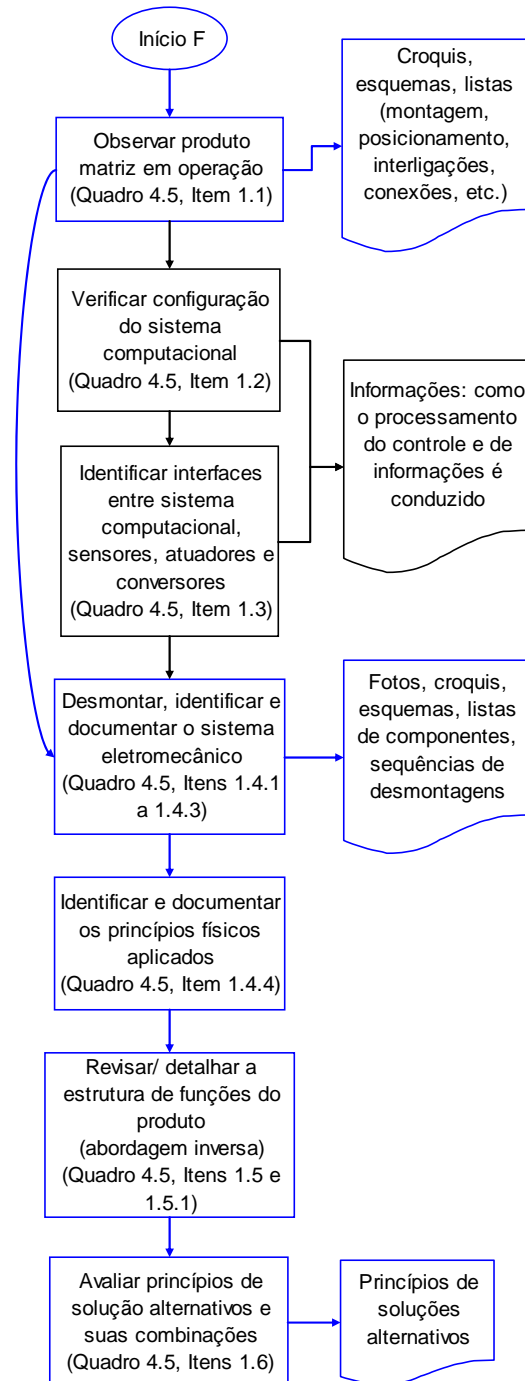 Início F
Croquis,
esquemas, listas
(montagem,
posicionamento,
interligações,
conexões, etc.)
Observar produto
matriz em operação
(Quadro 4.5, Item 1.1)
Verificar configuração
do sistema
computacional
(Quadro 4.5, Item 1.2)
Informações: como
o processamento
do controle e de
informações é
conduzido
Identificar interfaces
entre sistema
computacional,
sensores, atuadores e
conversores
(Quadro 4.5, Item 1.3)
Desmontar, identificar e
documentar o sistema
eletromecânico
(Quadro 4.5, Itens 1.4.1
a 1.4.3)
Fotos, croquis,
esquemas, listas
de componentes,
sequências de
desmontagens
Identificar e documentar
os princípios físicos
aplicados
(Quadro 4.5, Item 1.4.4)
Revisar/ detalhar a
estrutura de funções do
produto
(abordagem inversa)
(Quadro 4.5, Itens 1.5 e
1.5.1)
Avaliar princípios de
solução alternativos e
suas combinações
(Quadro 4.5, Itens 1.6)
Princípios de
soluções
alternativos